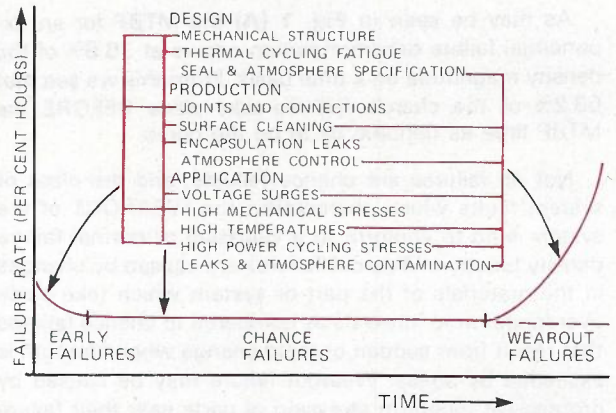 DESIGN
MECHANICAL STRUCTURE
THERMAL CYCLING FATIGUE
SEAL & ATMOSPHERE SPECIFICATION
PRODUCTION
JOINTS AND CONNECTIONS
SURFACE CLEANING
ENCAPSULATION LEAKS
ATMOSPHERE CONTROL
APPLICATION
VOLTAGE SURGES
HIGH MECHANICAL STRESSES
HIGH TEMPERATURES
HIGH POWER CYCLING STRESSES
LEAKS & ATMOSPHERE CONTAMINATION
FAILURE RATE (PER CENT HOURS)
EARLY
FAILURES
CHANCE
FAILURES
WEAROUT
FAILURES
TIME